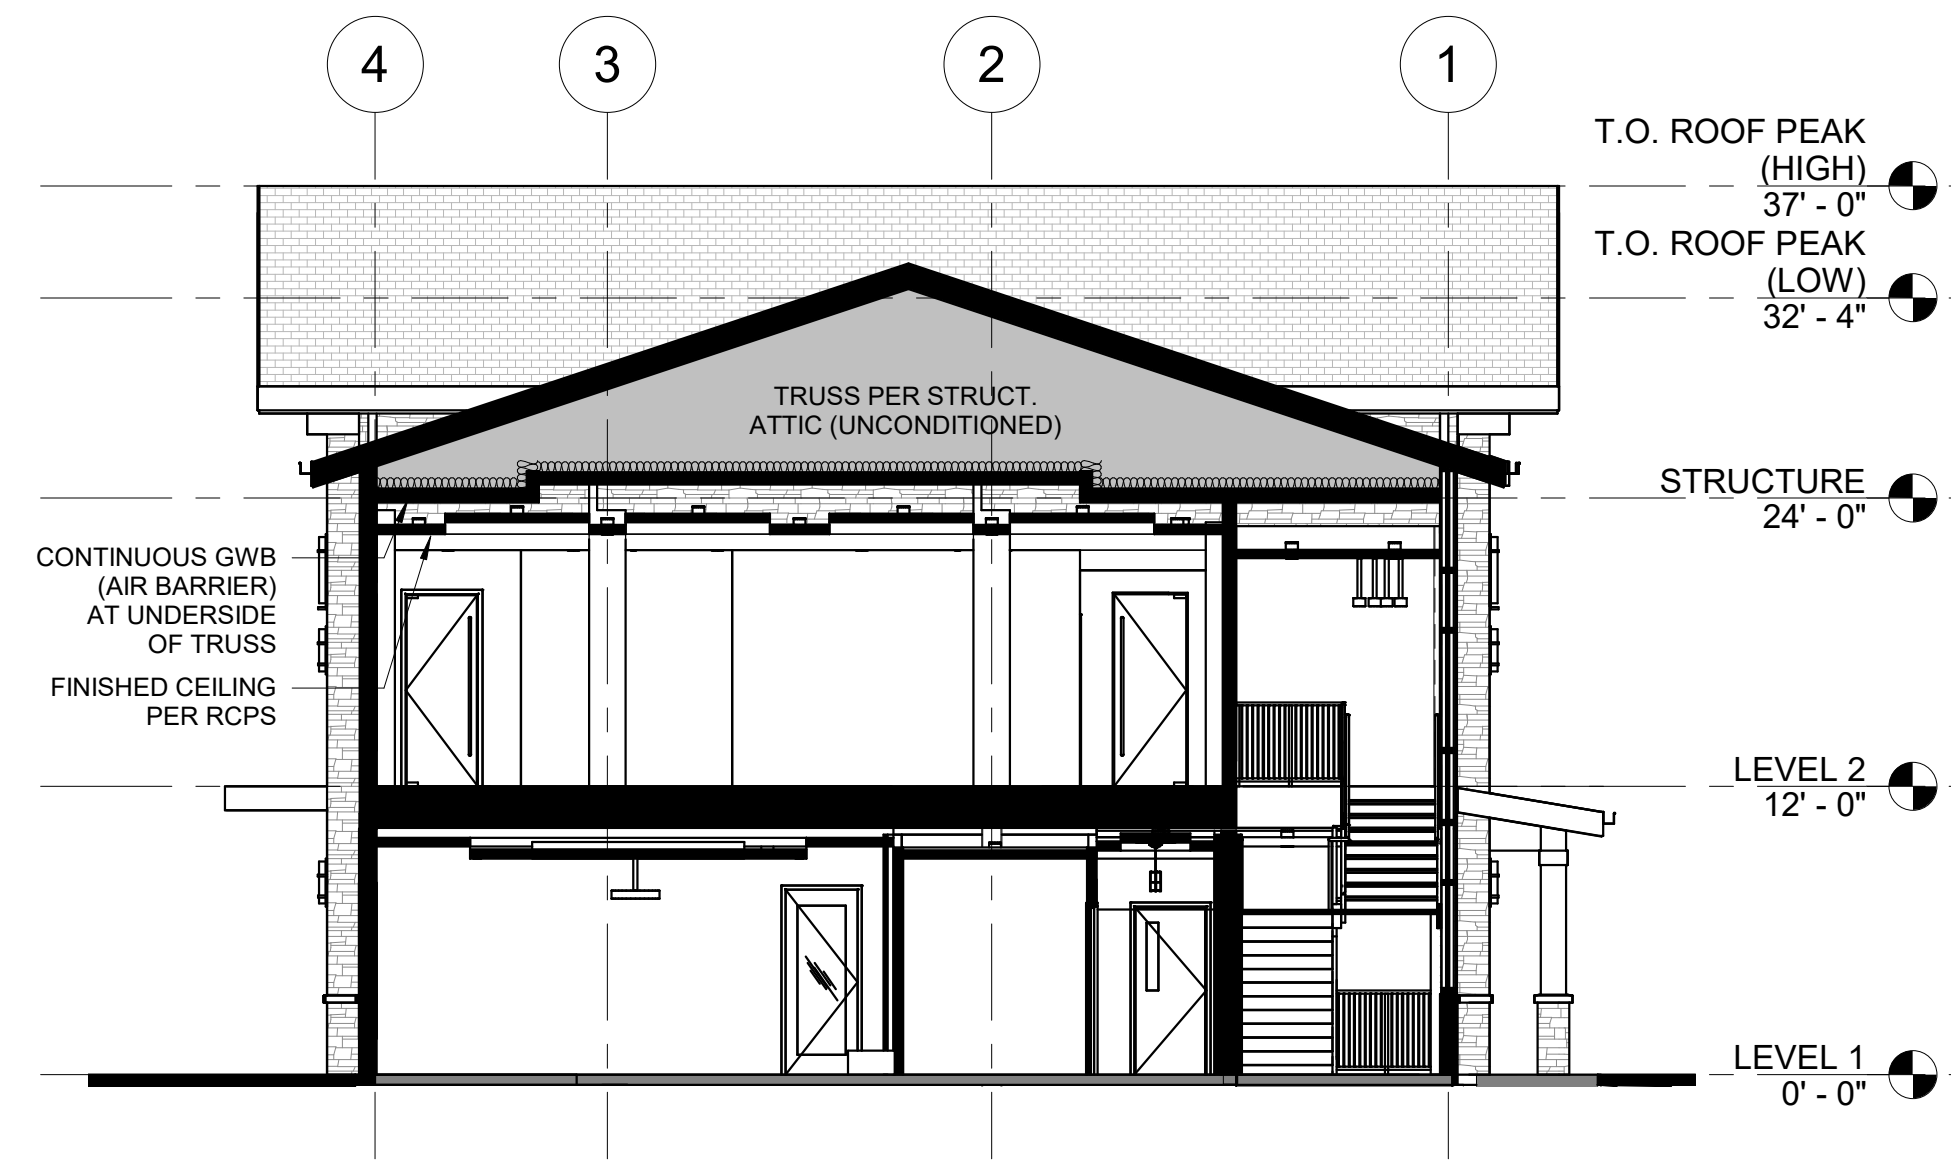 4
3
2
1
T.O. ROOF PEAK
(HIGH)
37' - 0"
T.O. ROOF PEAK
(LOW)
32' - 4"
TRUSS PER STRUCT.
ATTIC (UNCONDITIONED)
STRUCTURE
24' - 0"
CONTINUOUS GWB
(AIR BARRIER)
AT UNDERSIDE
OF TRUSS
FINISHED CEILING
PER RCPS
LEVEL 2
12' - 0"
LEVEL 1
0' - 0"